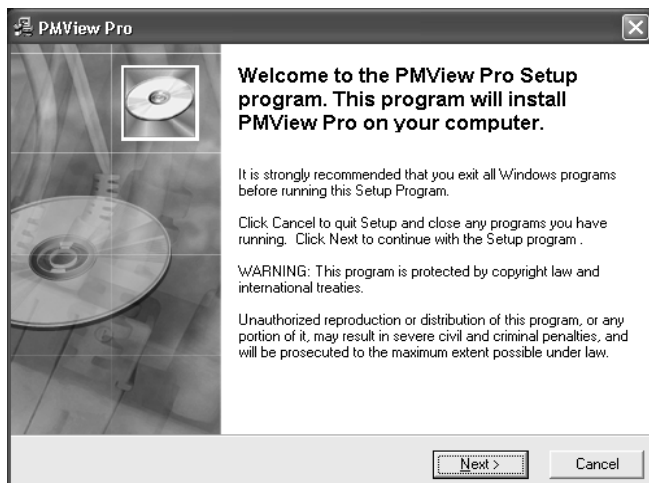 PMView Pro
Welcome to the PMView Pro Setup
program. This program will install
PMView Pro on your computer.
It is strongly recommended that you exit all Windows programs
before running this Setup Program.
Click Cancel to quit Setup and close any programs you have
running.  Click Next to continue with the Setup program .
WARNING: This program is protected by copyright law and
international treaties.
Unauthorized reproduction or distribution of this program, or any
portion of it, may result in severe civil and criminal penalties, and
will be prosecuted to the maximum extent possible under law.
Next >
Cancel